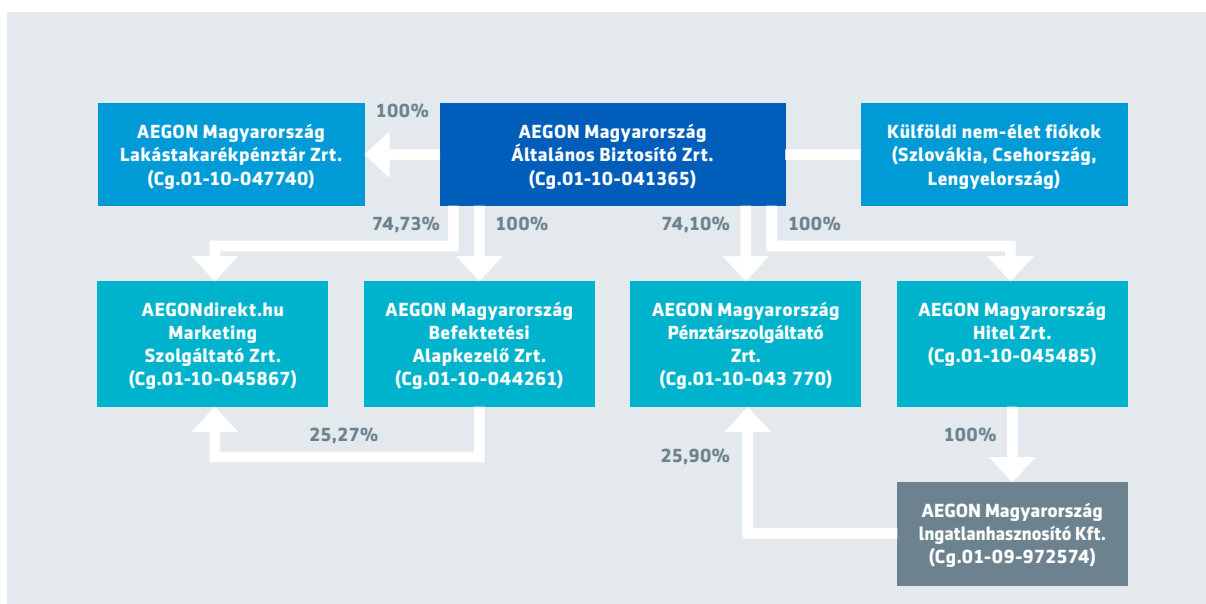 100%
AEGON Magyarország
Lakástakarékpénztár Zrt.
(Cg.01-10-047740)
AEGON Magyarország
Általános Biztosító Zrt.
(Cg.01-10-041365)
Külföldi nem-élet fiókok
(Szlovákia, Csehország,
Lengyelország)
74,73%
100%
74,10%
100%
AEGONdirekt.hu
Marketing
Szolgáltató Zrt.
(Cg.01-10-045867)
AEGON Magyarország
Befektetési
Alapkezelő Zrt.
(Cg.01-10-044261)
AEGON Magyarország
Pénztárszolgáltató
Zrt.
(Cg.01-10-043 770)
AEGON Magyarország
Hitel Zrt.
(Cg.01-10-045485)
25,27%
25,90%
100%
AEGON Magyarország
lngatlanhasznosító Kft.
(Cg.01-09-972574)